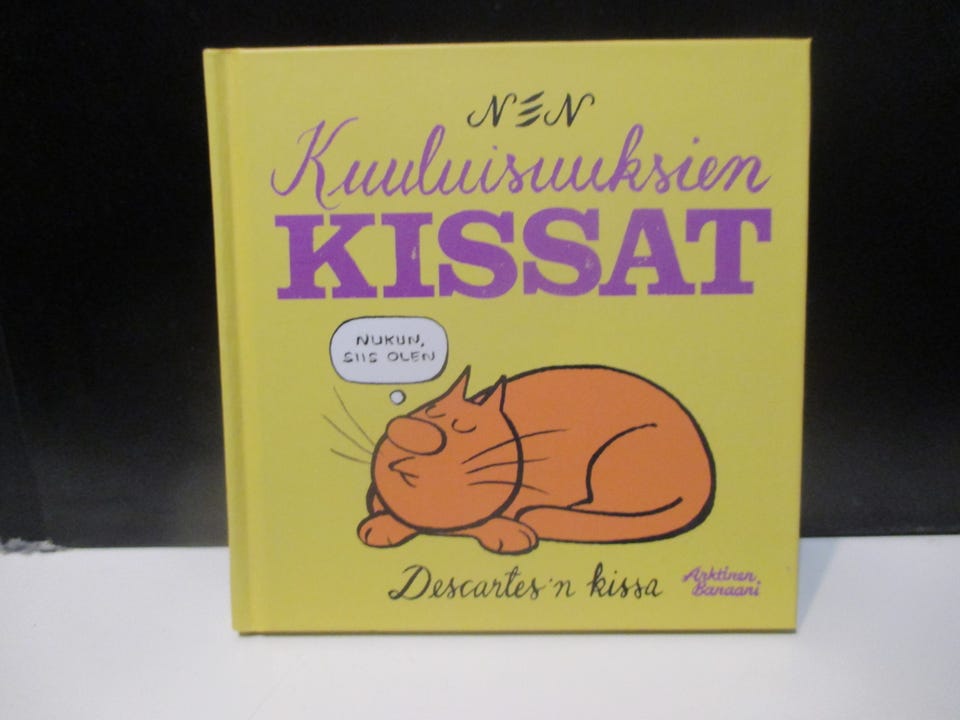 NEN
Kuuluisuuksien
KISSAT
NUKUN,
SIIS OLEN
Descartes'n kissa
Arktinen
Banaani